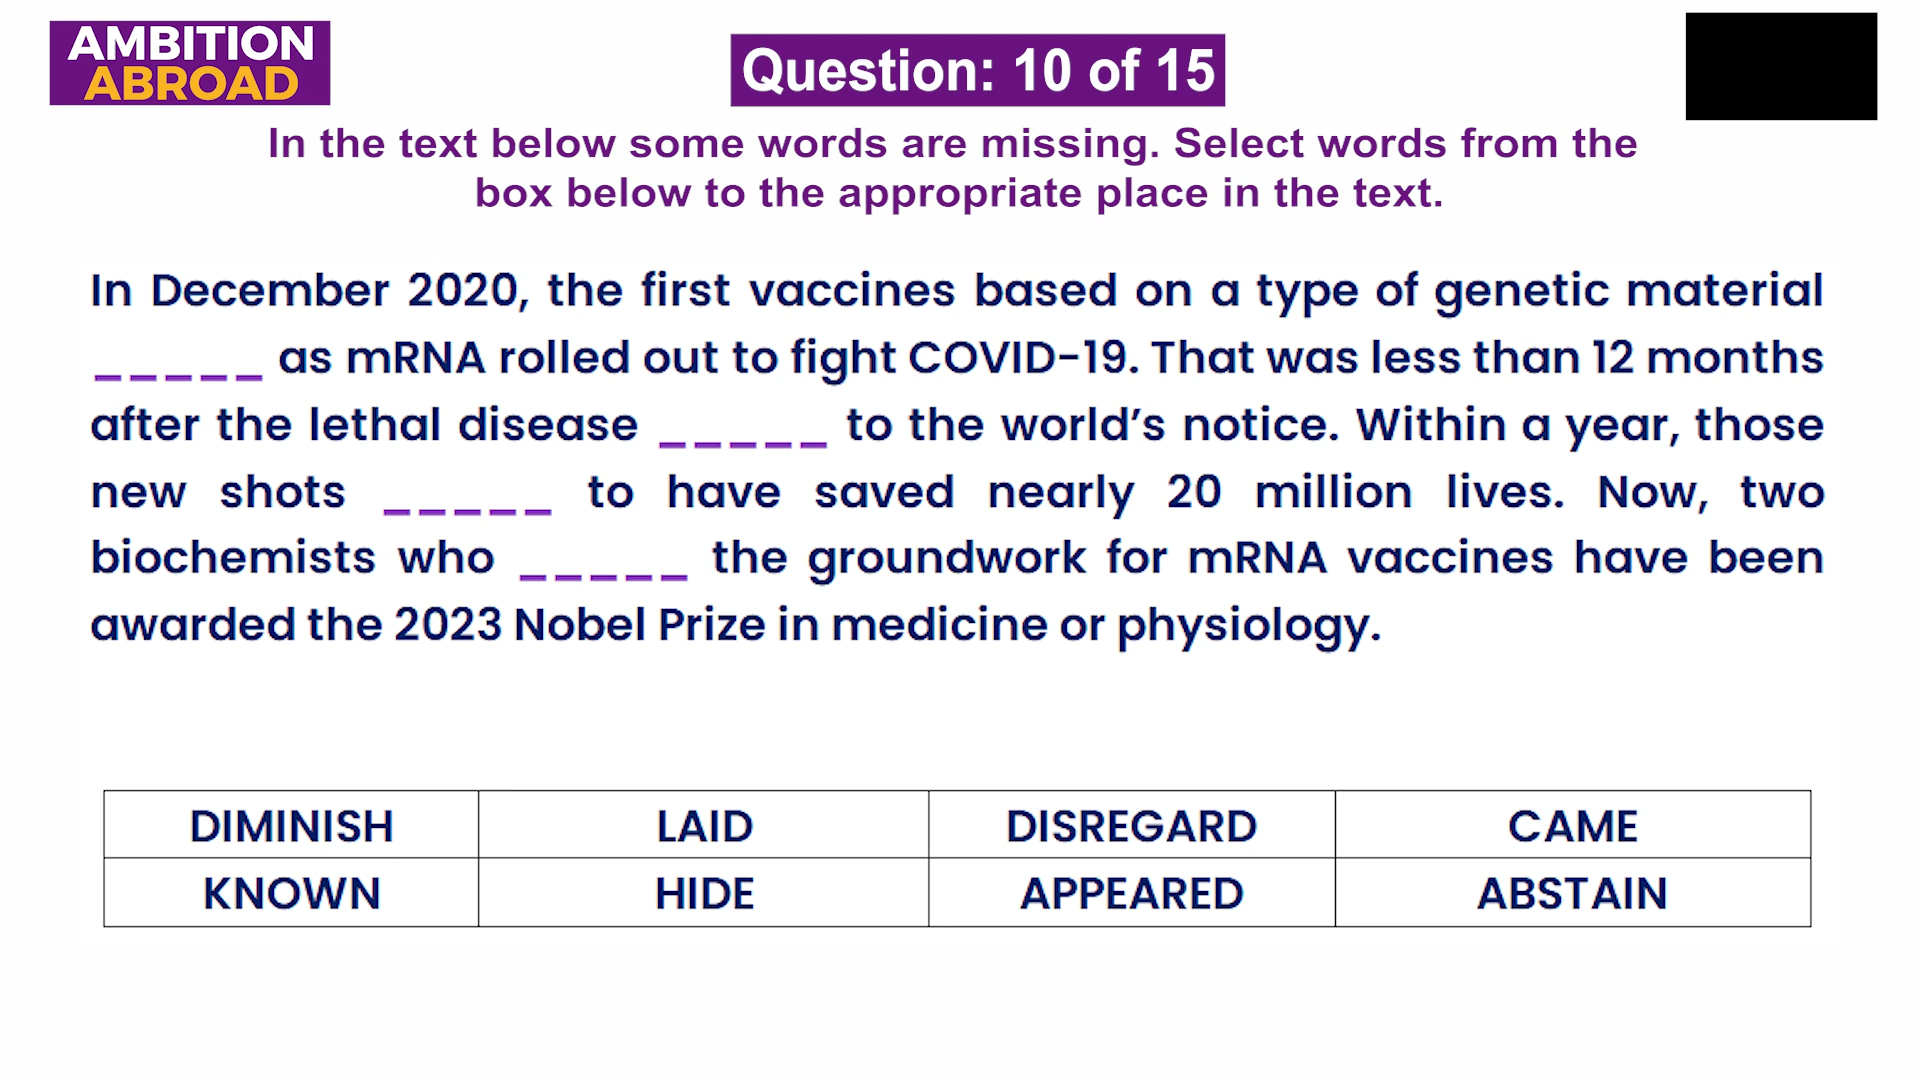 AMBITION
ABROAD
Question: 10 of 15
In the text below some words are missing. Select words from the
box below to the appropriate place in the text.
In December 2020, the first vaccines based on a type of genetic material
_____ as mRNA rolled out to fight COVID-19. That was less than 12 months
after the lethal disease _____ to the world’s notice. Within a year, those
new shots _____ to have saved nearly 20 million lives. Now, two
biochemists who _____ the groundwork for mRNA vaccines have been
awarded the 2023 Nobel Prize in medicine or physiology.
DIMINISH LAID DISREGARD CAME
KNOWN HIDE APPEARED ABSTAIN